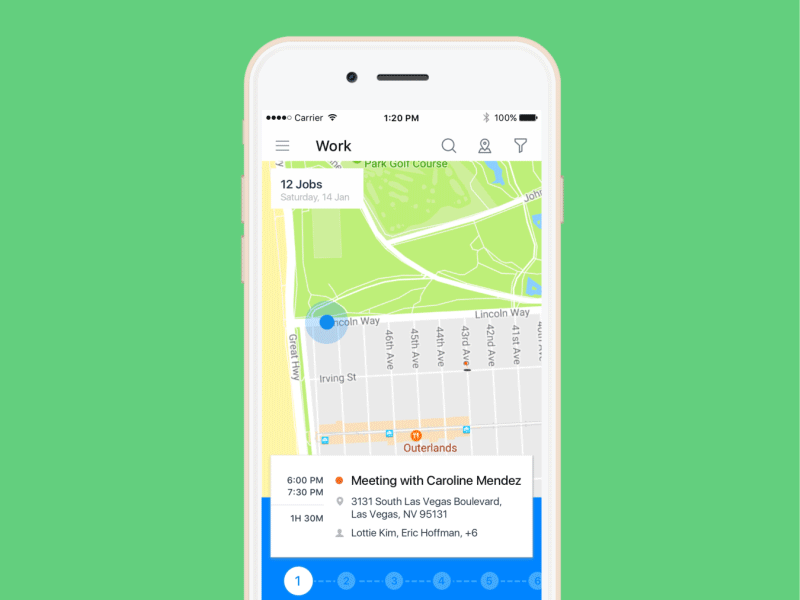 Carrier 1:20 PM 100%
Work
Park Golf Course
12 Jobs
Saturday, 14 Jan
Lincoln Way
Lincoln Way
Great Hwy
46th Ave
45th Ave
44th Ave
43rd Ave
42nd Ave
41st Ave
Irving St
Outerlands
6:00 PM
7:30 PM
1H 30M
Meeting with Caroline Mendez
3131 South Las Vegas Boulevard,
Las Vegas, NV 95131
Lottie Kim, Eric Hoffman, +6
1 2 3 4 5 6